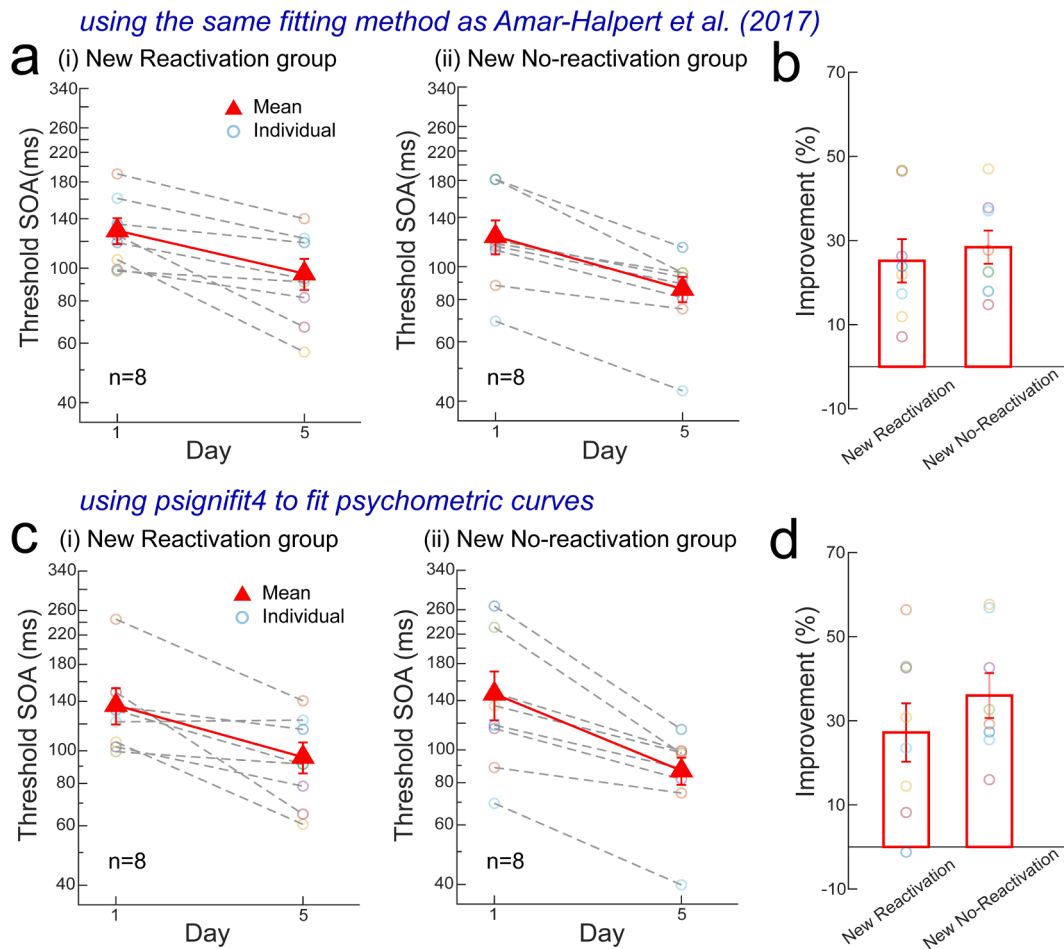 using the same fitting method as Amar-Halpert et al. (2017)
a
(i) New Reactivation group
Threshold SOA(ms)
340
260
220
180
140
100
80
60
40
Mean
Individual
n=8
1
5
Day
(ii) New No-reactivation group
Threshold SOA(ms)
340
260
220
180
140
100
80
60
40
n=8
1
5
Day
b
Improvement (%)
70
50
30
10
-10
New Reactivation
New No-Reactivation
using psignifit4 to fit psychometric curves
c
(i) New Reactivation group
Threshold SOA (ms)
340
260
220
180
140
100
80
60
40
Mean
Individual
n=8
1
5
Day
(ii) New No-reactivation group
Threshold SOA (ms)
340
260
220
180
140
100
80
60
40
n=8
1
5
Day
d
Improvement (%)
70
50
30
10
-10
New Reactivation
New No-Reactivation